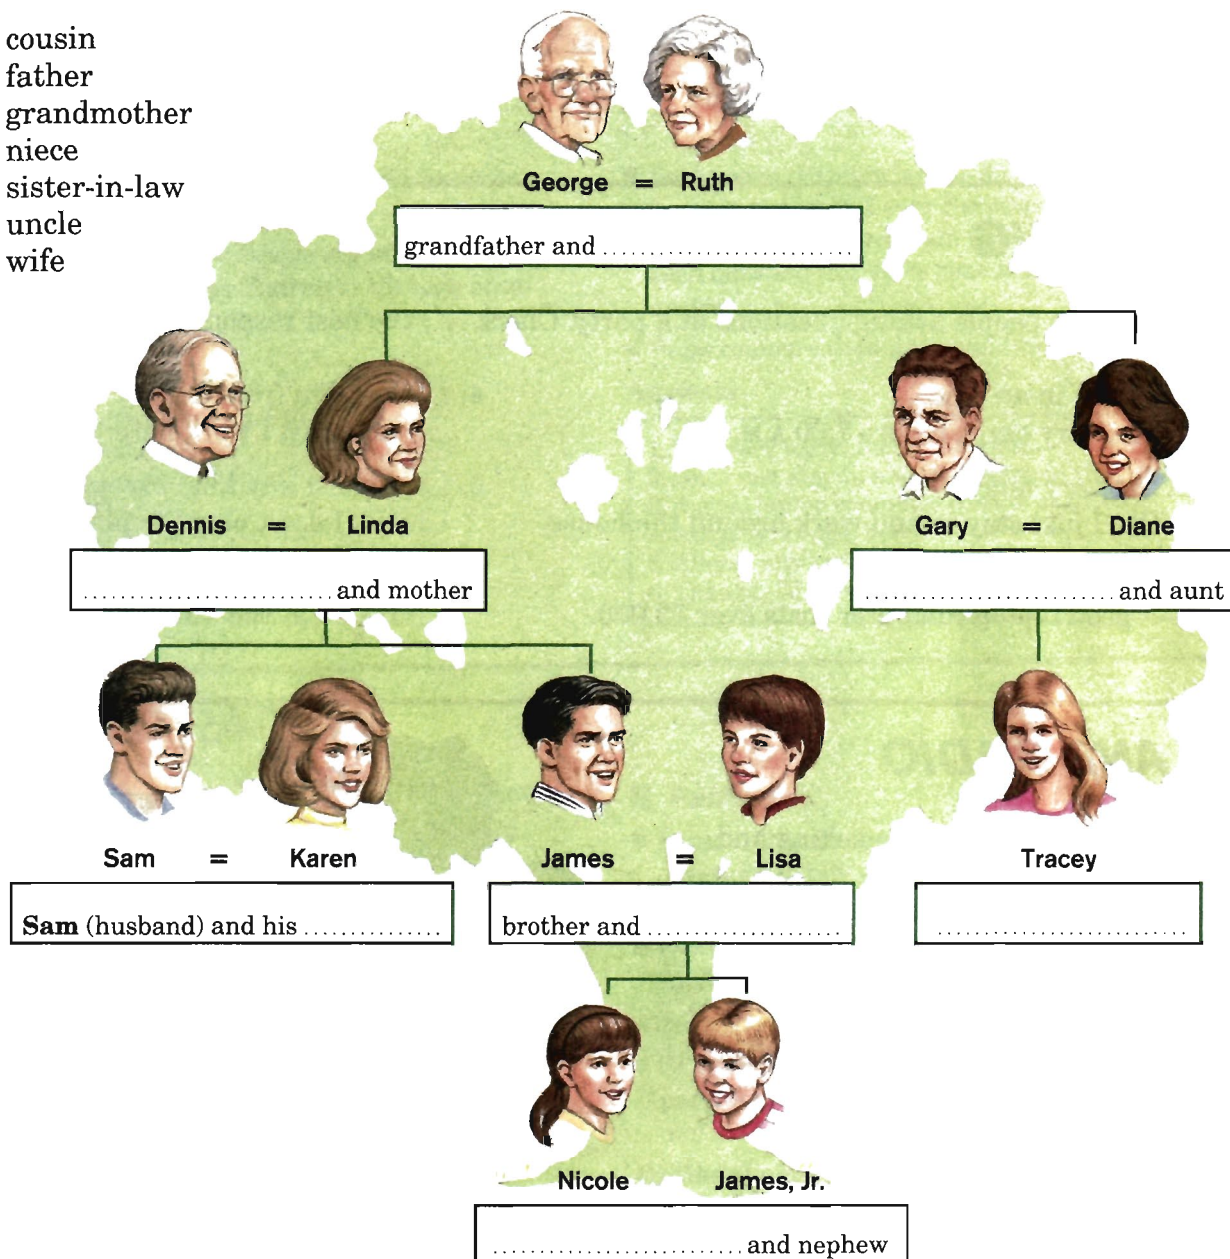 cousin
father
grandmother
niece
sister-in-law
uncle
wife
George = Ruth
grandfather and ............................
Dennis = Linda
............................ and mother
Gary = Diane
............................ and aunt
Sam = Karen
Sam (husband) and his ...............
James = Lisa
brother and ......................
Tracey
............................
Nicole James, Jr.
............................ and nephew